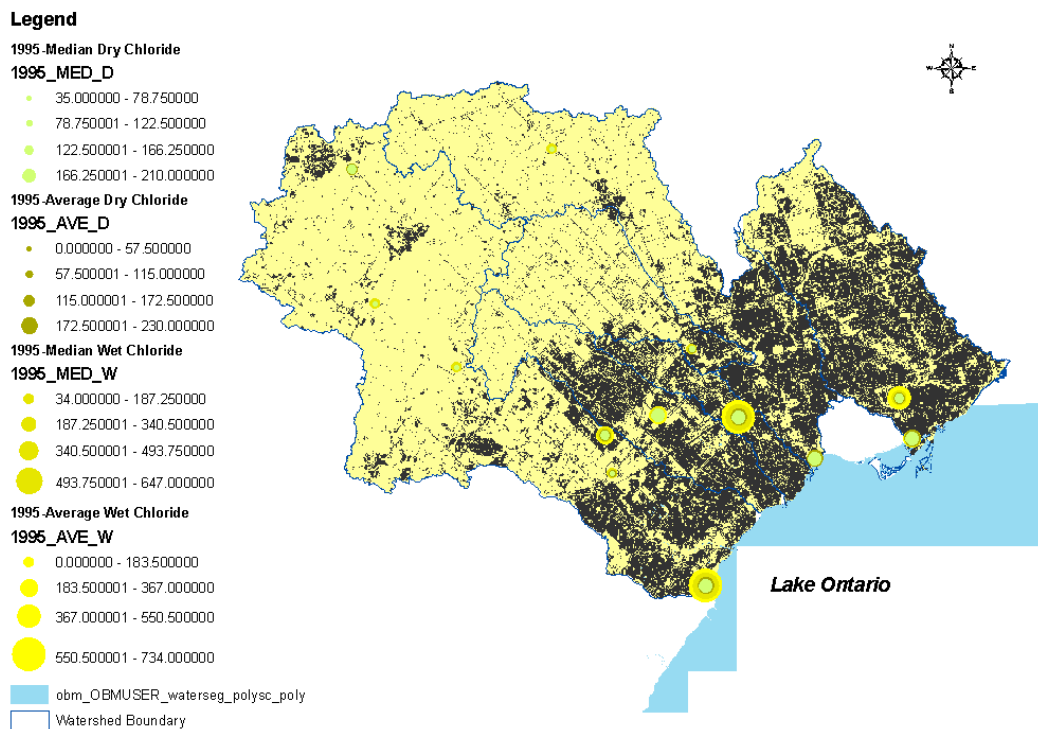 Legend
1995-Median Dry Chloride
1995_MED_D
35.000000 - 78.750000
78.750001 - 122.500000
122.500001 - 166.250000
166.250001 - 210.000000
1995-Average Dry Chloride
1995_AVE_D
0.000000 - 57.500000
57.500001 - 115.000000
115.000001 - 172.500000
172.500001 - 230.000000
1995-Median Wet Chloride
1995_MED_W
34.000000 - 187.250000
187.250001 - 340.500000
340.500001 - 493.750000
493.750001 - 647.000000
1995-Average Wet Chloride
1995_AVE_W
0.000000 - 183.500000
183.500001 - 367.000000
367.000001 - 550.500000
550.500001 - 734.000000
obm_OBMUSER_waterseg_polysc_poly
Watershed Boundary
N
W E
S
Lake Ontario